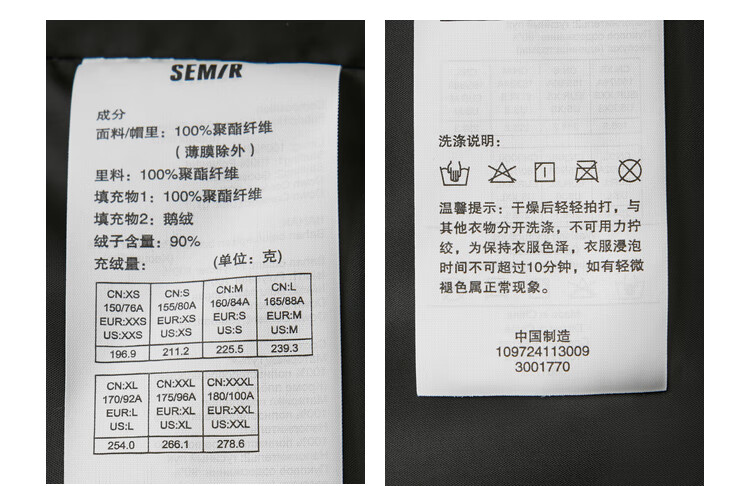 SEMIR
成分
面料/帽里：100%聚酯纤维
（薄膜除外）
里料：100%聚酯纤维
填充物1：100%聚酯纤维
填充物2：鹅绒
绒子含量：90%
充绒量： (单位：克)
CN:XS CN:S CN:M CN:L
150/76A 155/80A 160/84A 165/88A
EUR:XXS EUR:XS EUR:S EUR:M
US:XXS US:XS US:S US:M
196.9 211.2 225.5 239.3
CN:XL CN:XXL CN:XXXL
170/92A 175/96A 180/100A
EUR:L EUR:XL EUR:XXL
US:L US:XL US:XXL
254.0 266.1 278.6
洗涤说明：
温馨提示：干燥后轻轻拍打，与
其他衣物分开洗涤，不可用力拧
绞，为保持衣服色泽，衣服浸泡
时间不可超过10分钟，如有轻微
褪色属正常现象。
中国制造
109724113009
3001770